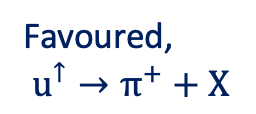 Favoured,
u↑ → π⁺ + X